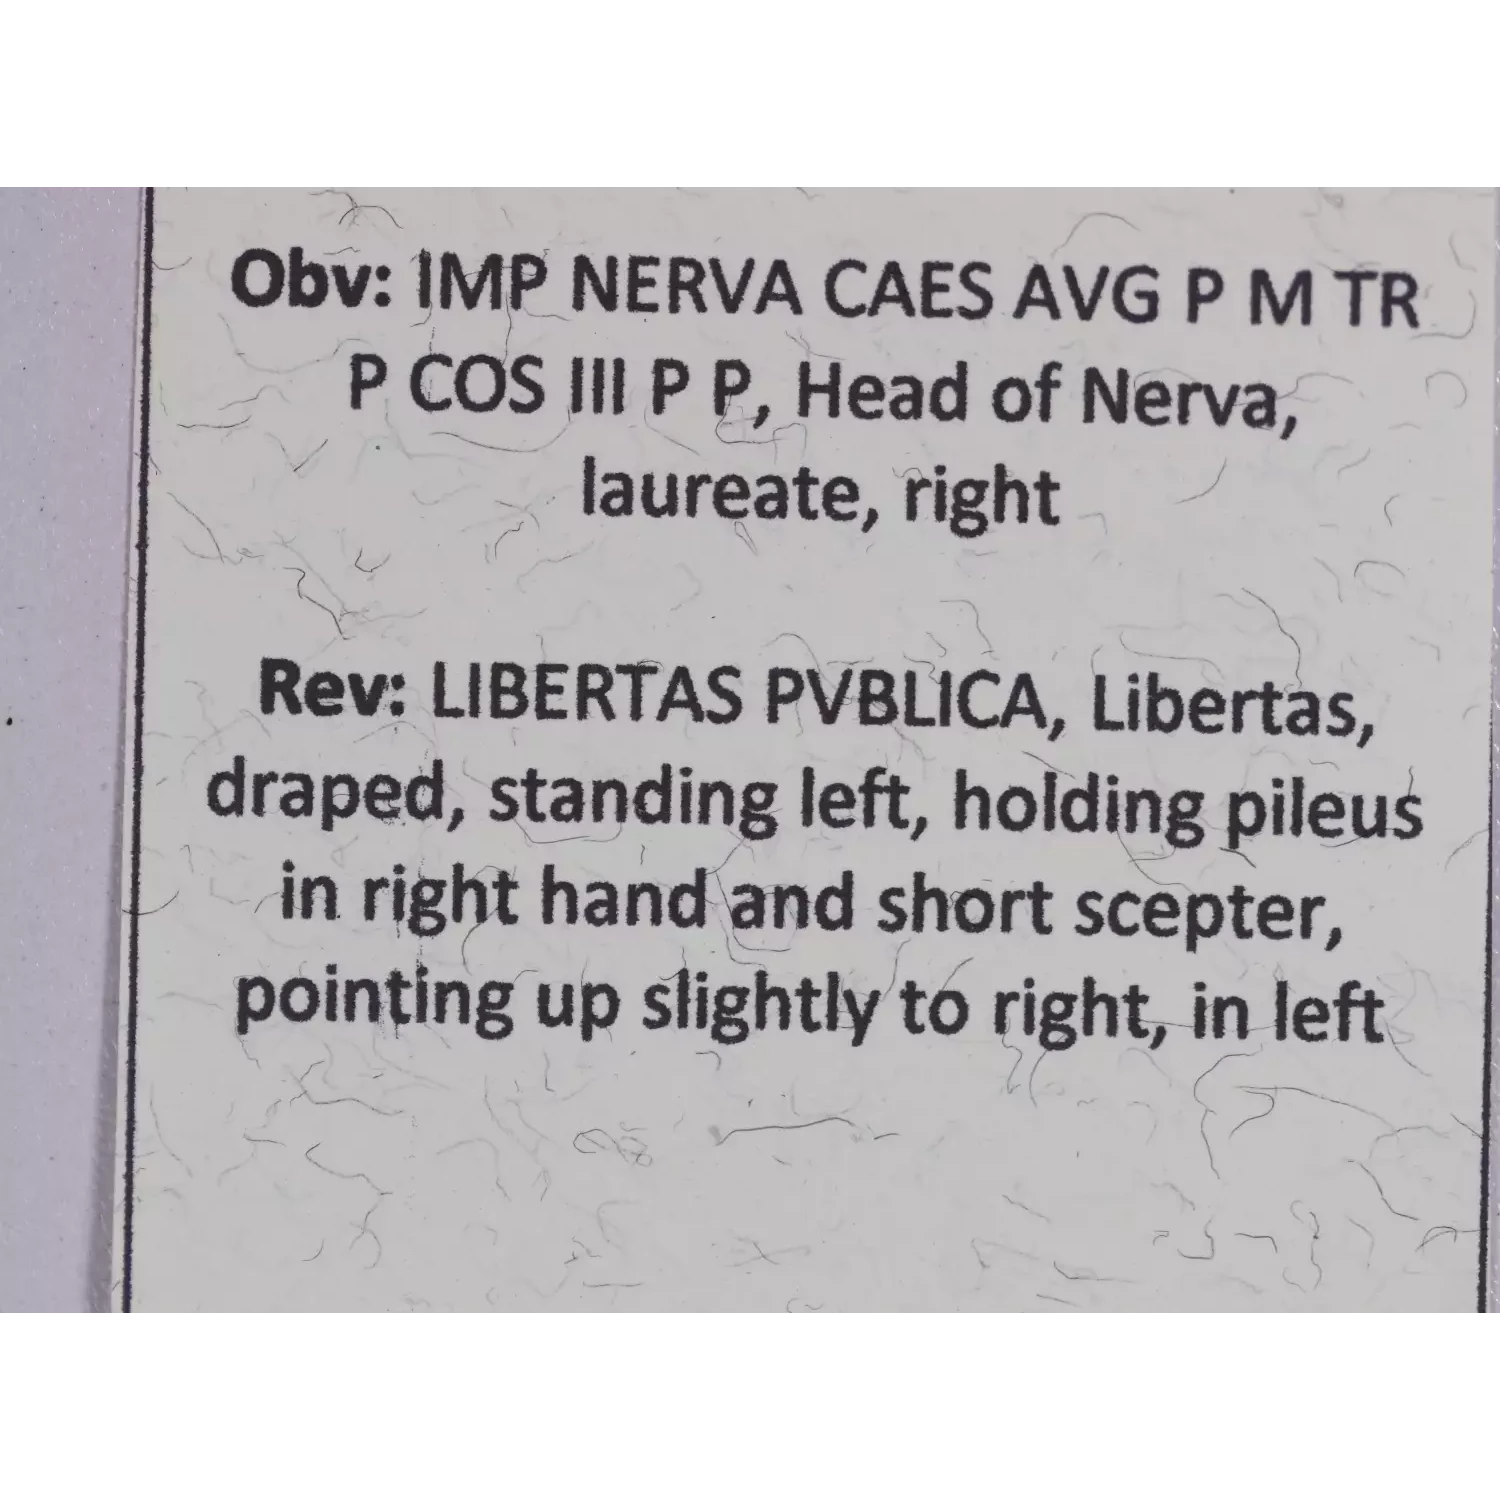 Obv: IMP NERVA CAES AVG P M TR
P COS III P P, Head of Nerva,
laureate, right
Rev: LIBERTAS PVBLICA, Libertas,
draped, standing left, holding pileus
in right hand and short scepter,
pointing up slightly to right, in left